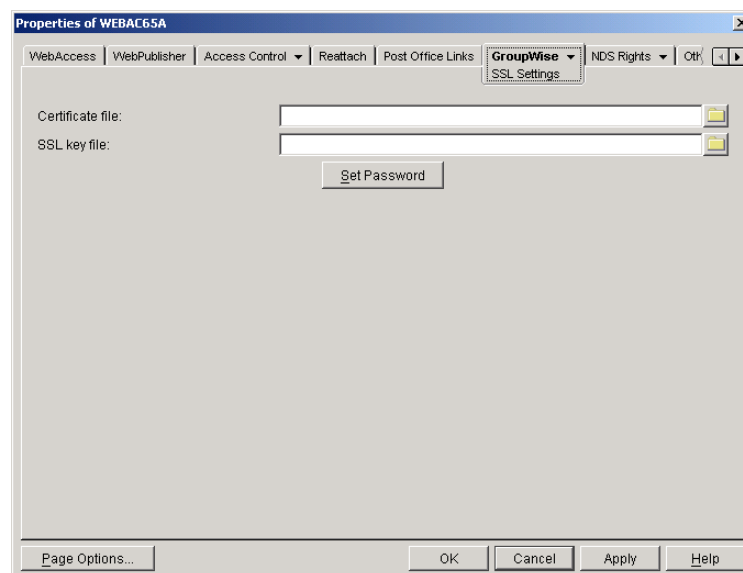 Properties of WEBAC65A
WebAccess WebPublisher Access Control Reattach Post Office Links GroupWise NDS Rights Oth
SSL Settings
Certificate file:
SSL key file:
Set Password
Page Options... OK Cancel Apply Help